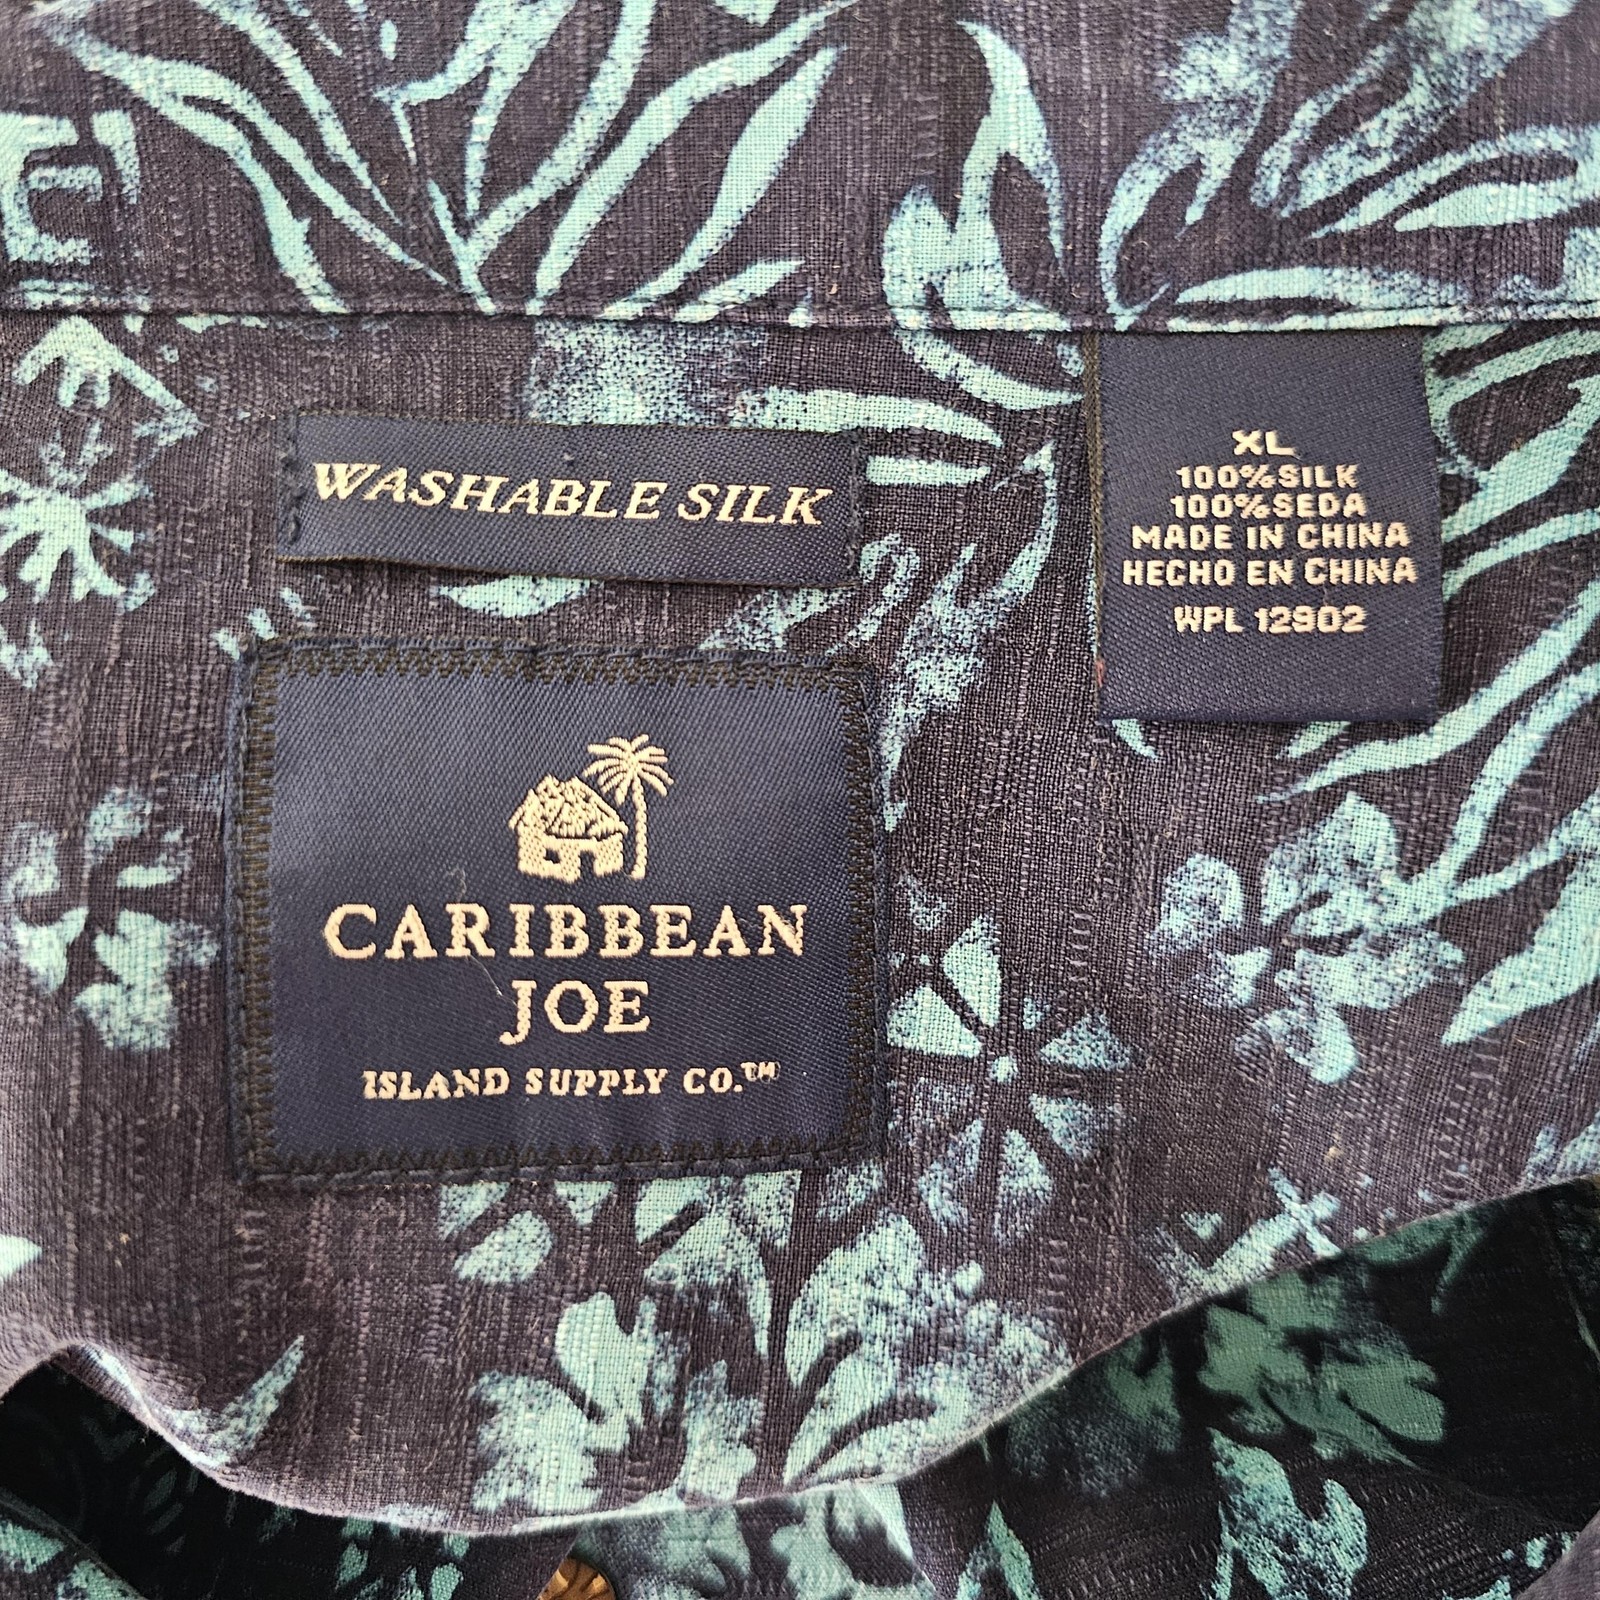 WASHABLE SILK
CARIBBEAN
JOE
ISLAND SUPPLY CO.™
XL
100%SILK
100%SEDA
MADE IN CHINA
HECHO EN CHINA
WPL 12902